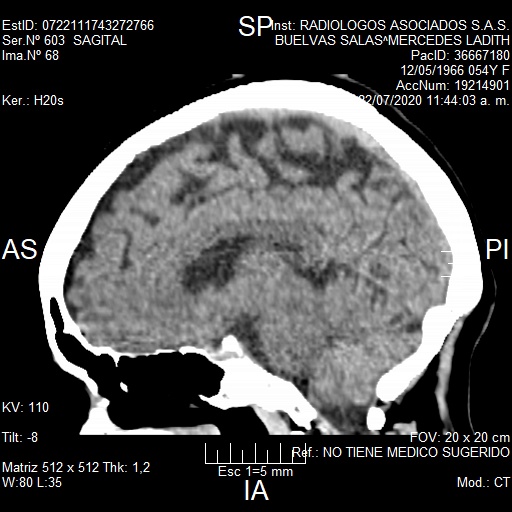 EstID: 0722111743272766
Ser.Nº 603 SAGITAL
Ima.Nº 68
Ker.: H20s
SP
Inst: RADIOLOGOS ASOCIADOS S.A.S.
BUELVAS SALAS^MERCEDES LADITH
PacID: 36667180
12/05/1966 054Y F
AccNum: 19214901
22/07/2020 11:44:03 a. m.
AS
PI
KV: 110
Tilt: -8
Matriz 512 x 512 Thk: 1,2
W:80 L:35
Esc 1=5 mm
IA
FOV: 20 x 20 cm
Ref.: NO TIENE MEDICO SUGERIDO
Mod.: CT